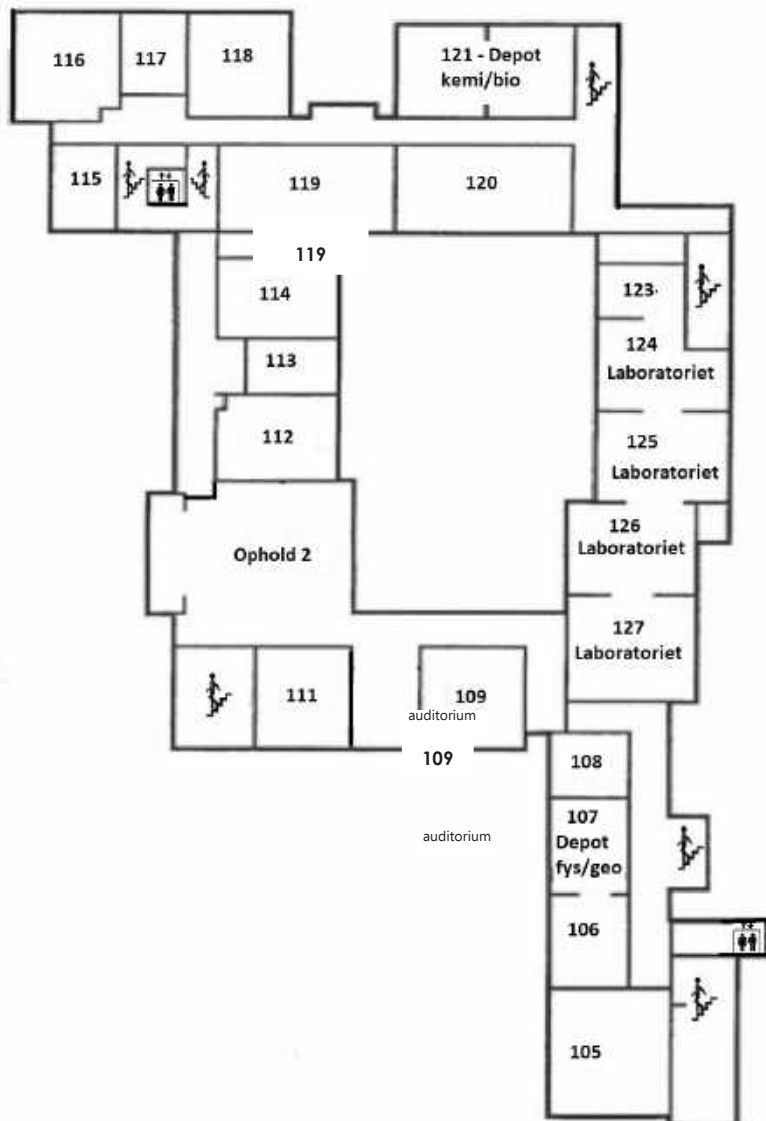 116
117
118
121 - Depot
kemi/bio
115
119
120
119
114
123.
124
Laboratoriet
113
112
125
Laboratoriet
126
Laboratoriet
Ophold 2
127
Laboratoriet
111
109
auditorium
109
108
107
Depot
fys/geo
auditorium
106
105